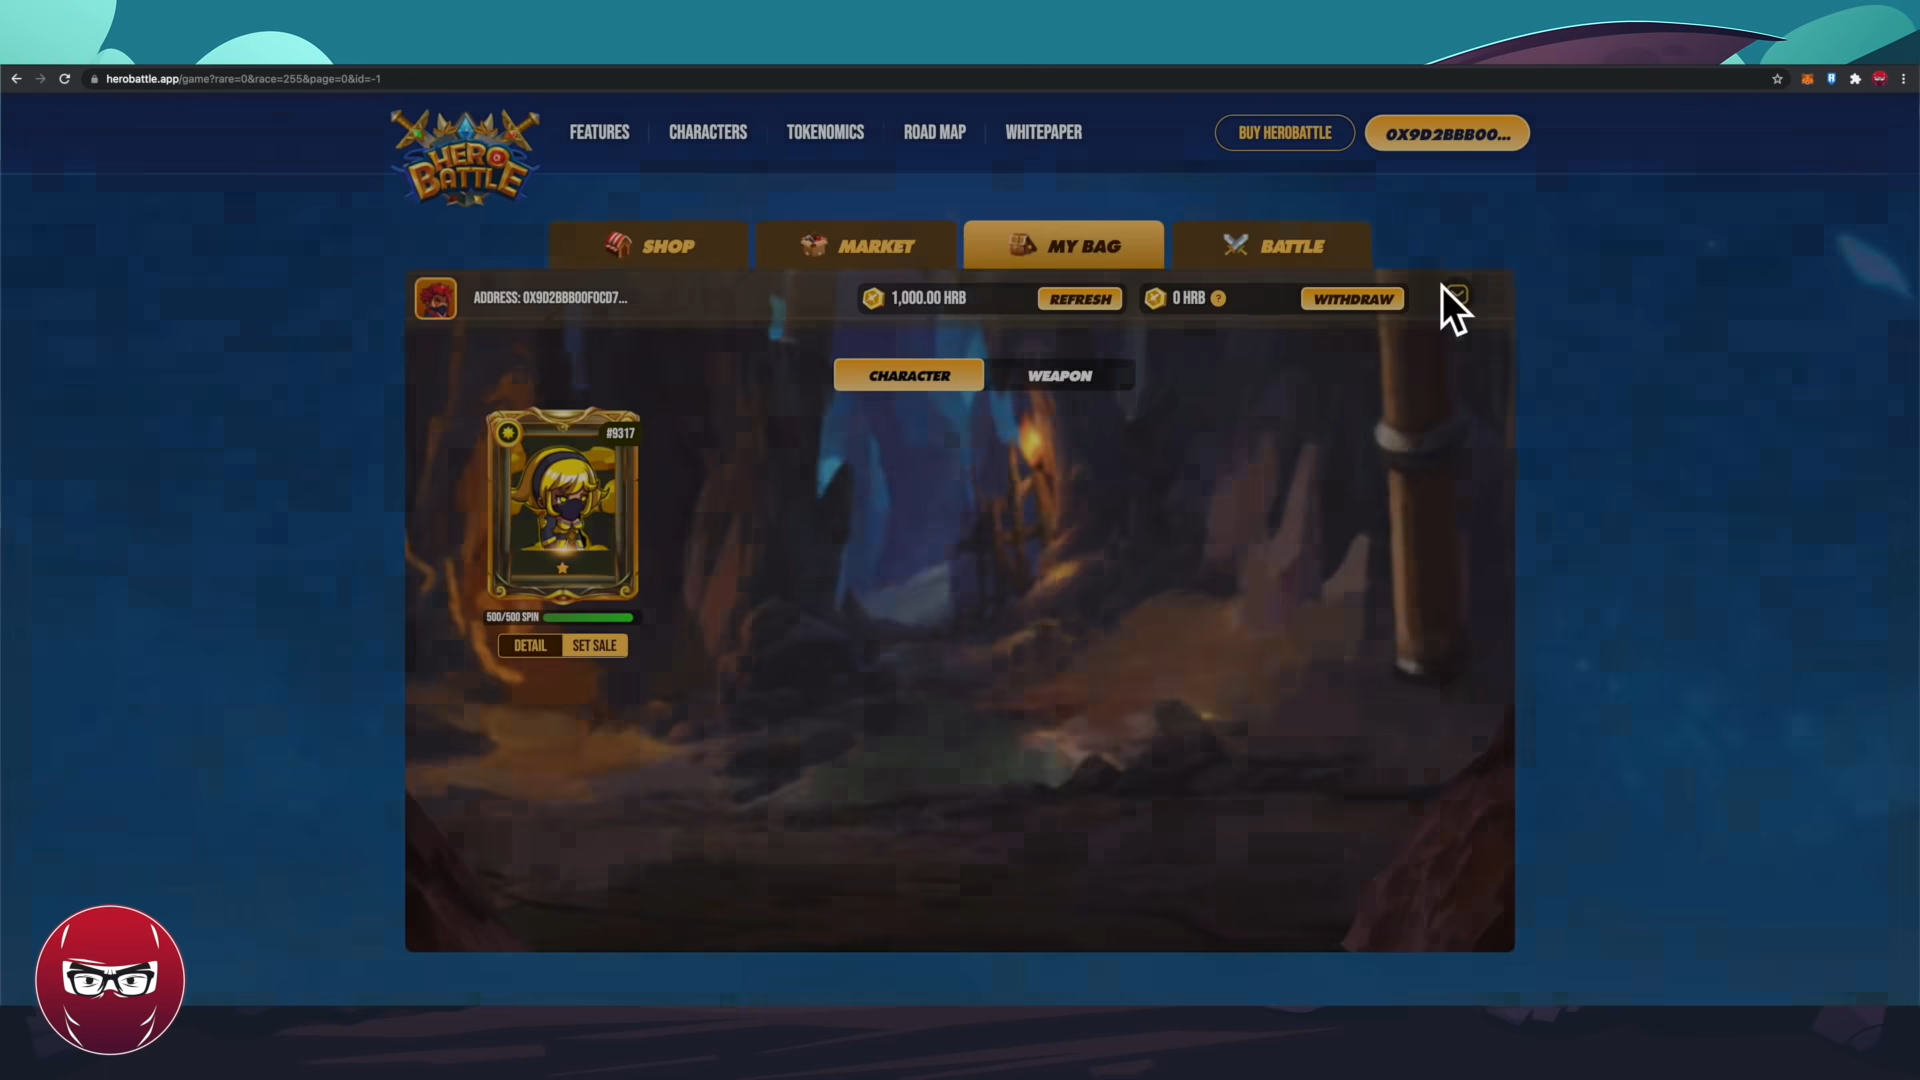 herobattle.app/game?rare=0&race=255&page=0&id=-1
HERO BATTLE
FEATURES
CHARACTERS
TOKENOMICS
ROAD MAP
WHITEPAPER
BUY HEROBATTLE
0X9D2BBB00...
SHOP
MARKET
MY BAG
BATTLE
ADDRESS: 0X9D2BBB00F0CD7...
1,000.00 HRB
REFRESH
0 HRB ?
WITHDRAW
CHARACTER
WEAPON
#9317
500/500 SPIN
DETAIL
SET SALE